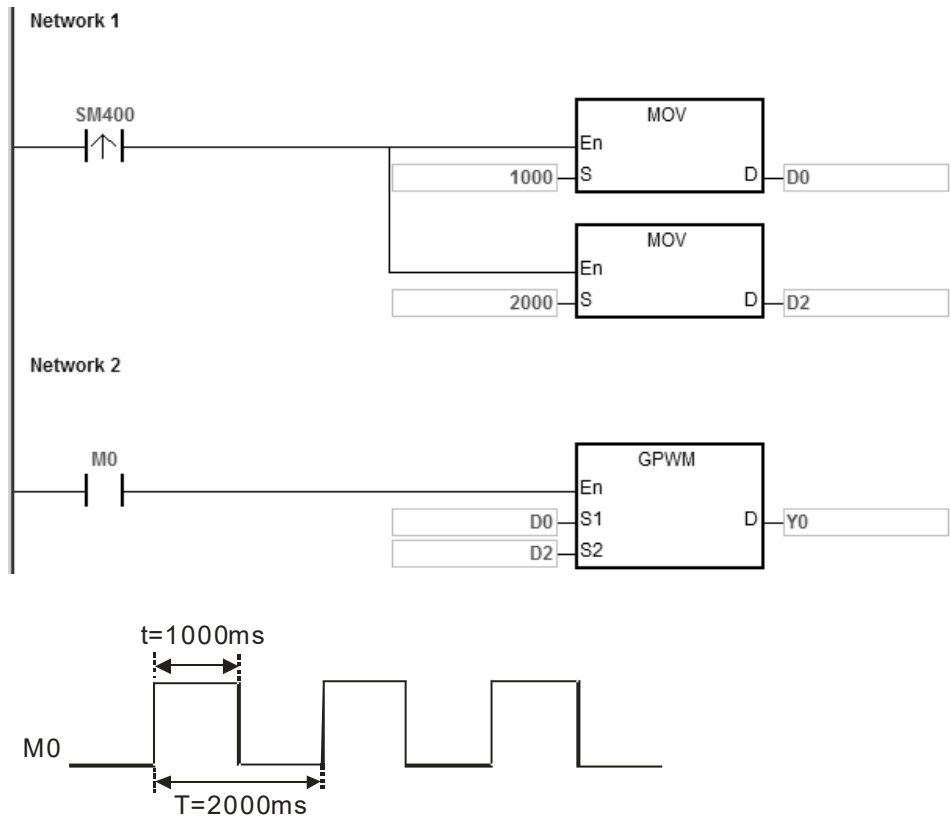 Network 1
SM400
MOV
En
1000 S D D0
MOV
En
2000 S D D2
Network 2
M0
GPWM
En
D0 S1 D Y0
D2 S2
t=1000ms
M0
T=2000ms